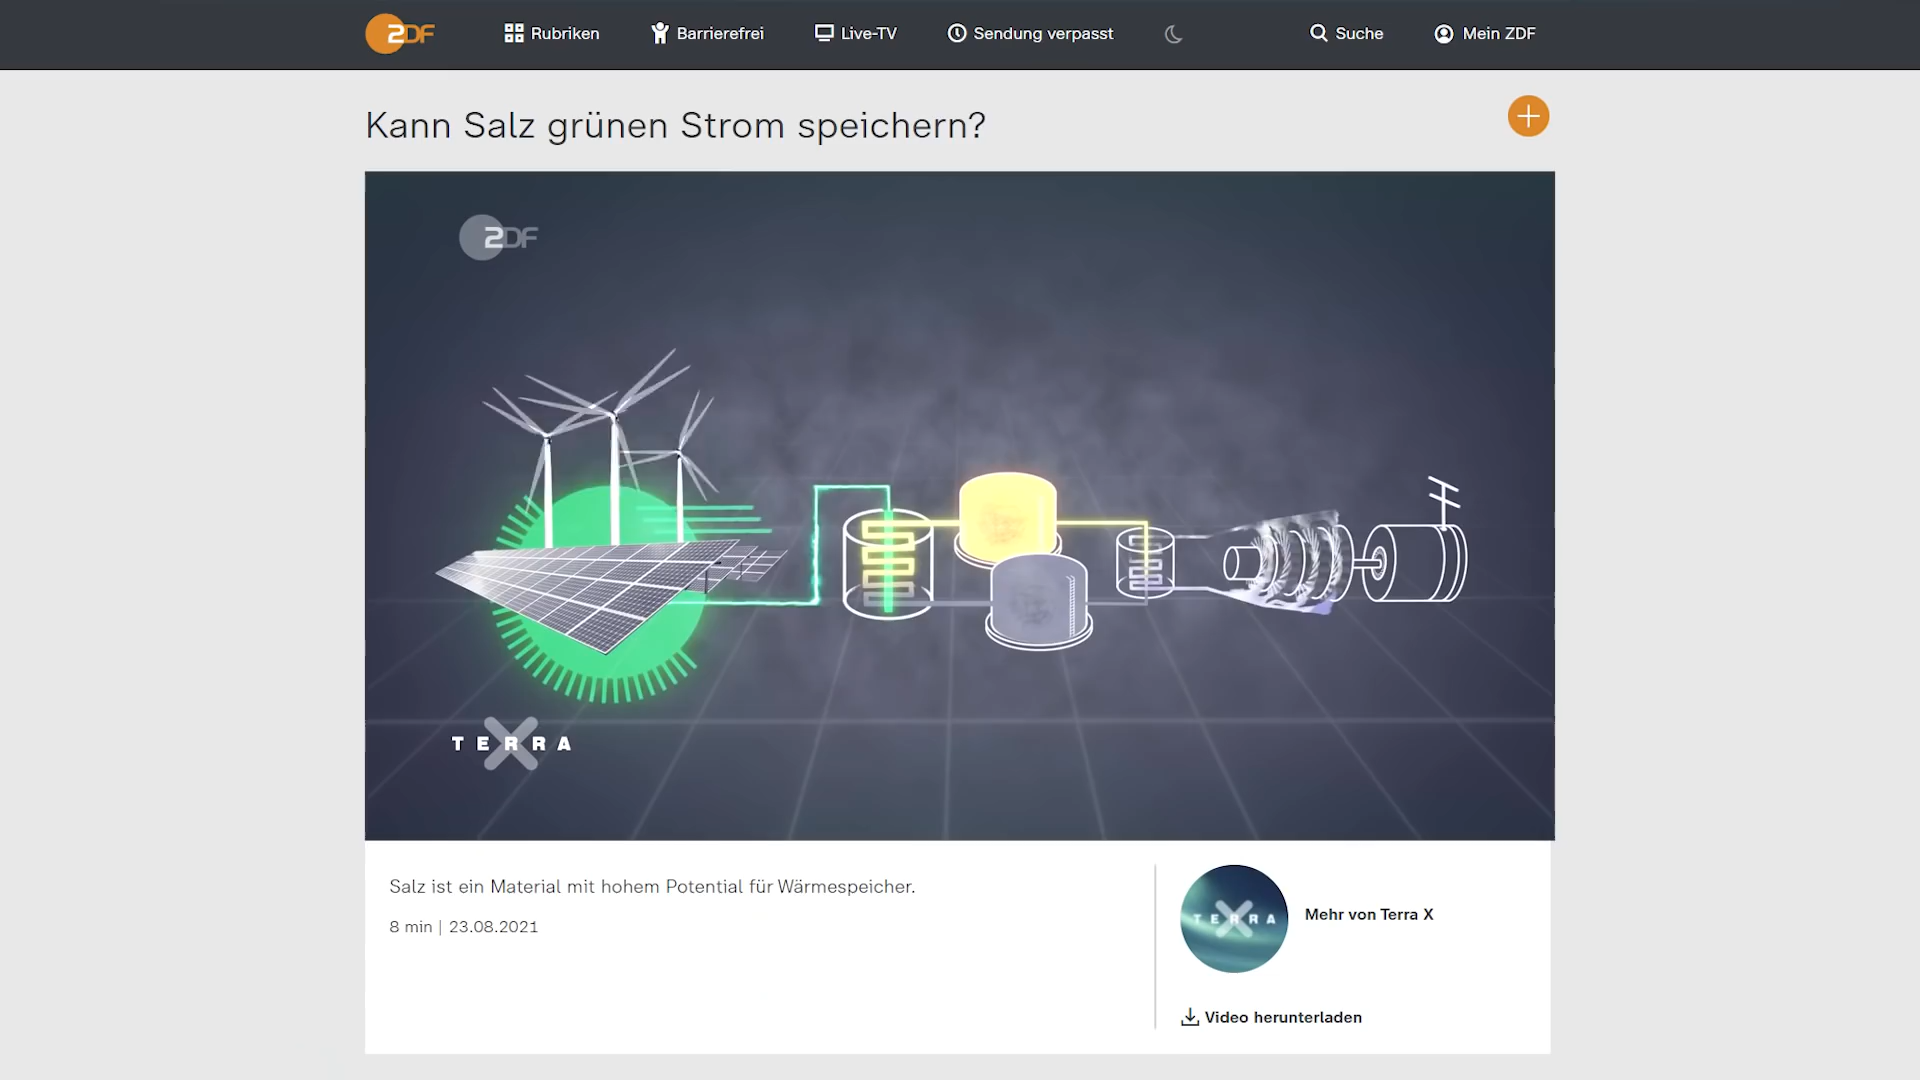 ZDF
Rubriken
Barrierefrei
Live-TV
Sendung verpasst
Suche
Mein ZDF
Kann Salz grünen Strom speichern?
ZDF
TERRA X
Salz ist ein Material mit hohem Potential für Wärmespeicher.
8 min | 23.08.2021
TERRA X
Mehr von Terra X
Video herunterladen